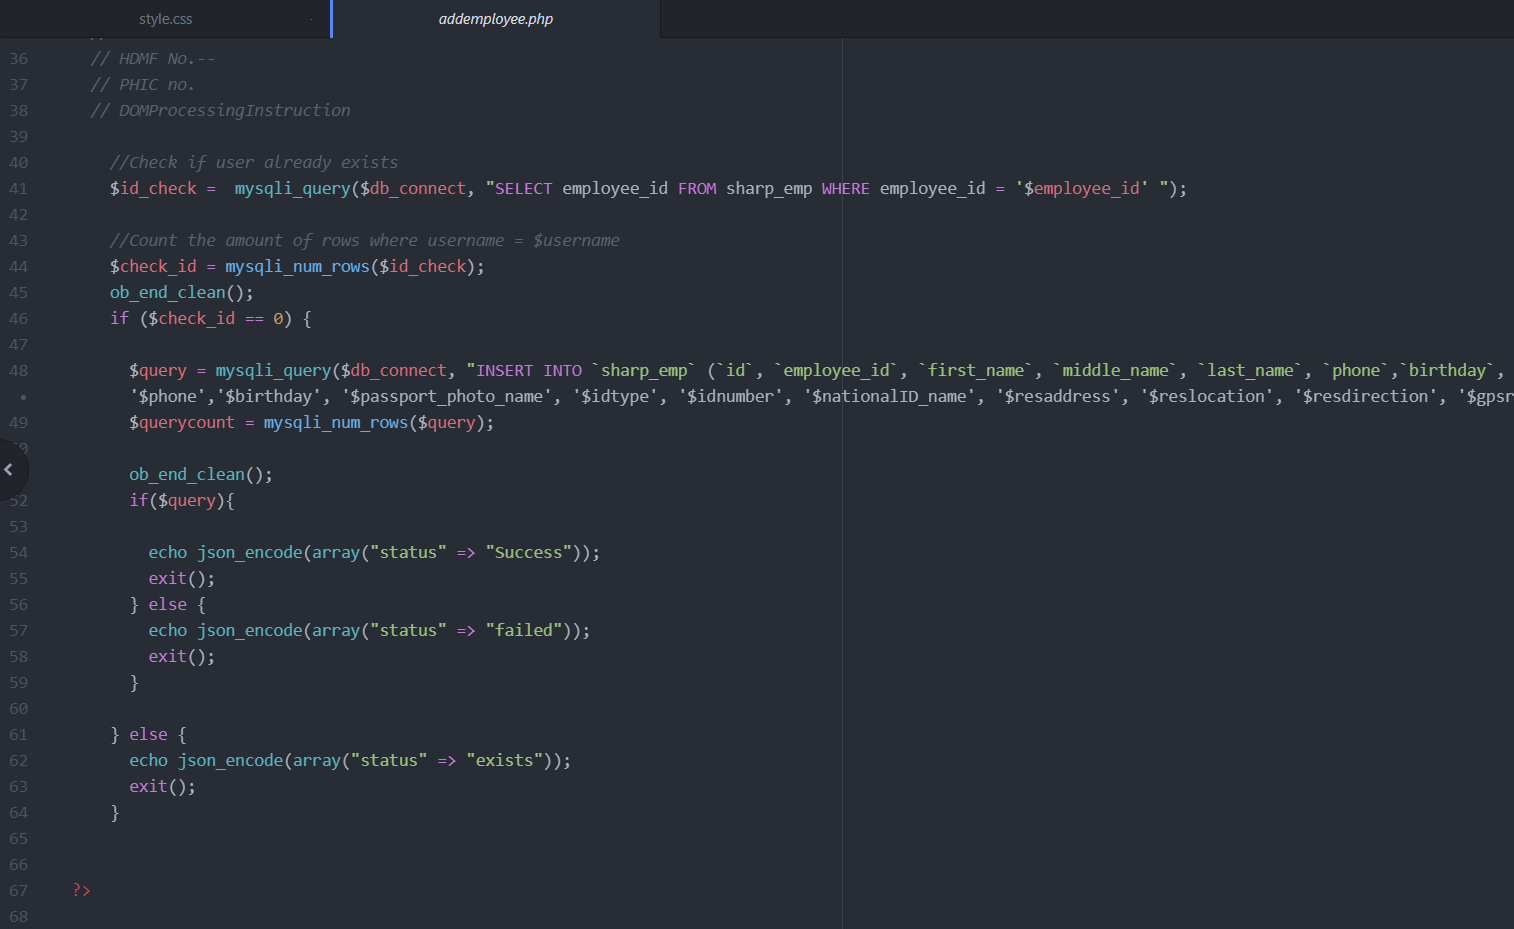 style.css
addemployee.php
36 // HDMF No.--
37 // PHIC no.
38 // DOMProcessingInstruction
39
40 //Check if user already exists
41 $id_check =  mysqli_query($db_connect, "SELECT employee_id FROM sharp_emp WHERE employee_id = '$employee_id' ");
42
43 //Count the amount of rows where username = $username
44 $check_id = mysqli_num_rows($id_check);
45 ob_end_clean();
46 if ($check_id == 0) {
47
48 $query = mysqli_query($db_connect, "INSERT INTO `sharp_emp` (`id`, `employee_id`, `first_name`, `middle_name`, `last_name`, `phone`,`birthday`,
• '$phone','$birthday', '$passport_photo_name', '$idtype', '$idnumber', '$nationalID_name', '$resaddress', '$reslocation', '$resdirection', '$gpsr
49 $querycount = mysqli_num_rows($query);
ob_end_clean();
52 if($query){
53
54 echo json_encode(array("status" => "Success"));
55 exit();
56 } else {
57 echo json_encode(array("status" => "failed"));
58 exit();
59 }
60
61 } else {
62 echo json_encode(array("status" => "exists"));
63 exit();
64 }
65
66
67 ?>
68